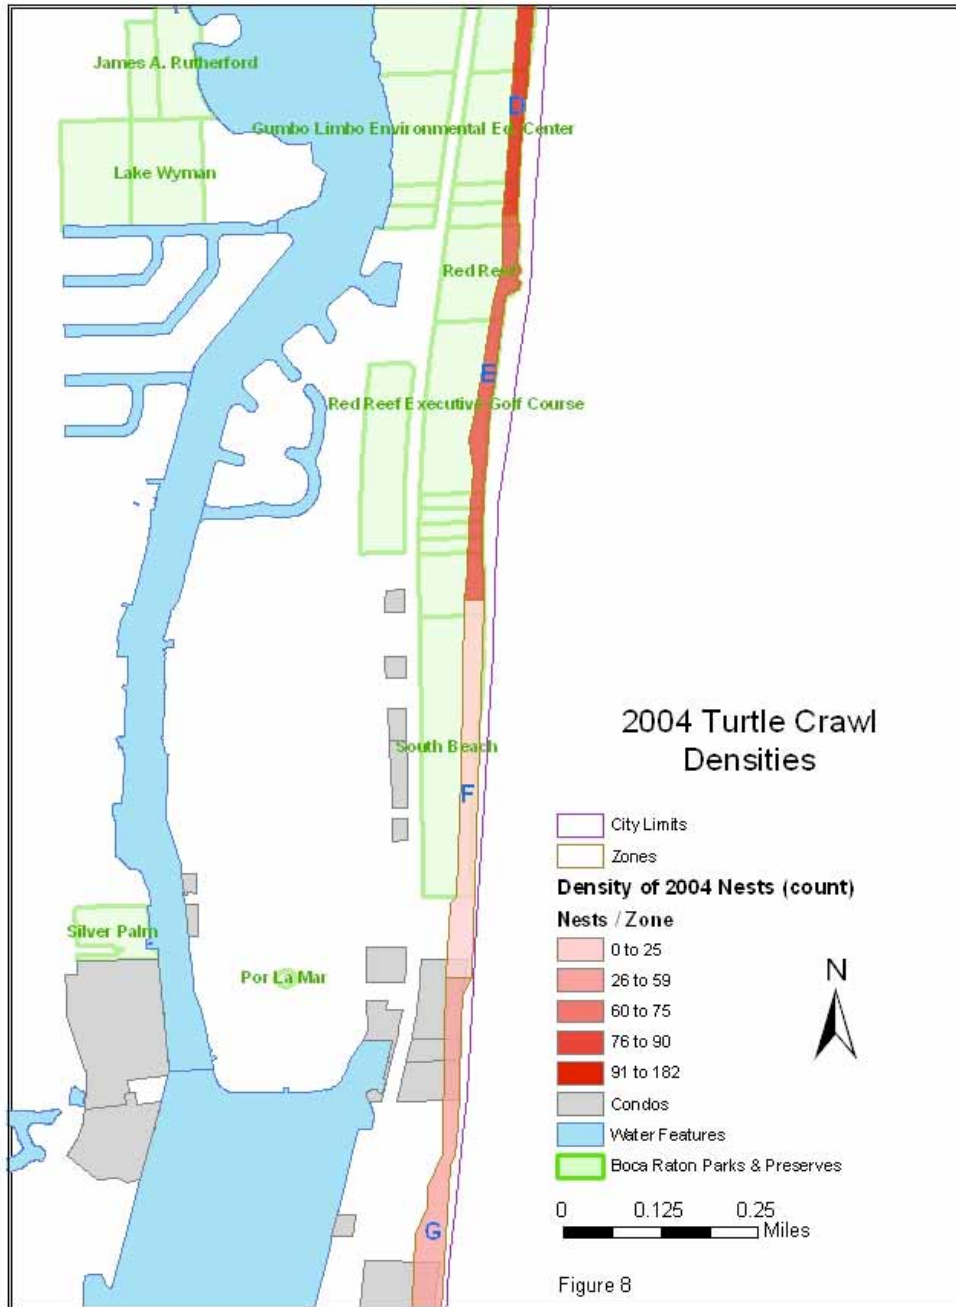 James A. Rutherford
D
Gumbo Limbo Environmental Ed Center
Lake Wyman
Red Reef
E
Red Reef Executive Golf Course
2004 Turtle Crawl
Densities
South Beach
F
City Limits
Zones
Density of 2004 Nests (count)
Nests / Zone
0 to 25
26 to 59
60 to 75
76 to 90
91 to 182
Condos
Water Features
Boca Raton Parks & Preserves
Silver Palm
Por La Mar
N
0 0.125 0.25
Miles
G
Figure 8